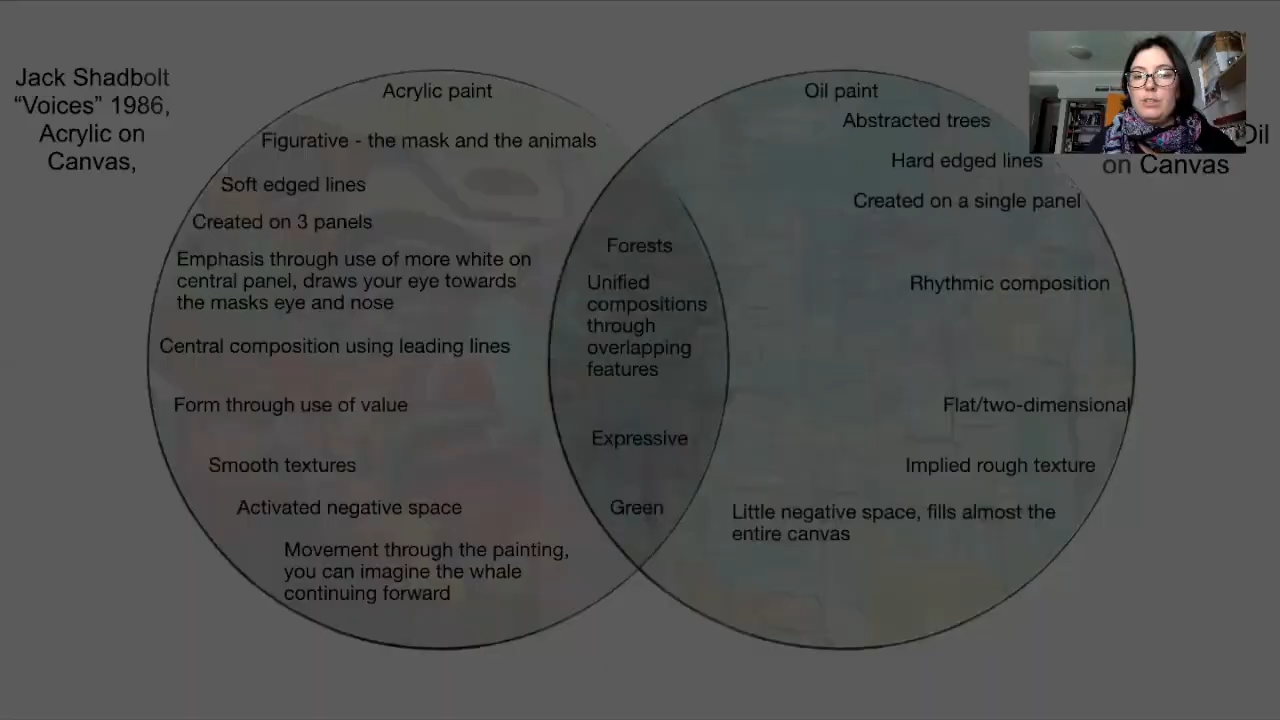 Jack Shadbolt
“Voices” 1986,
Acrylic on
Canvas,
Acrylic paint
Figurative - the mask and the animals
Soft edged lines
Created on 3 panels
Emphasis through use of more white on
central panel, draws your eye towards
the masks eye and nose
Central composition using leading lines
Form through use of value
Smooth textures
Activated negative space
Movement through the painting,
you can imagine the whale
continuing forward
Forests
Unified
compositions
through
overlapping
features
Expressive
Green
Oil paint
Abstracted trees
Hard edged lines
Created on a single panel
Rhythmic composition
Flat/two-dimensional
Implied rough texture
Little negative space, fills almost the
entire canvas
Oil
on Canvas